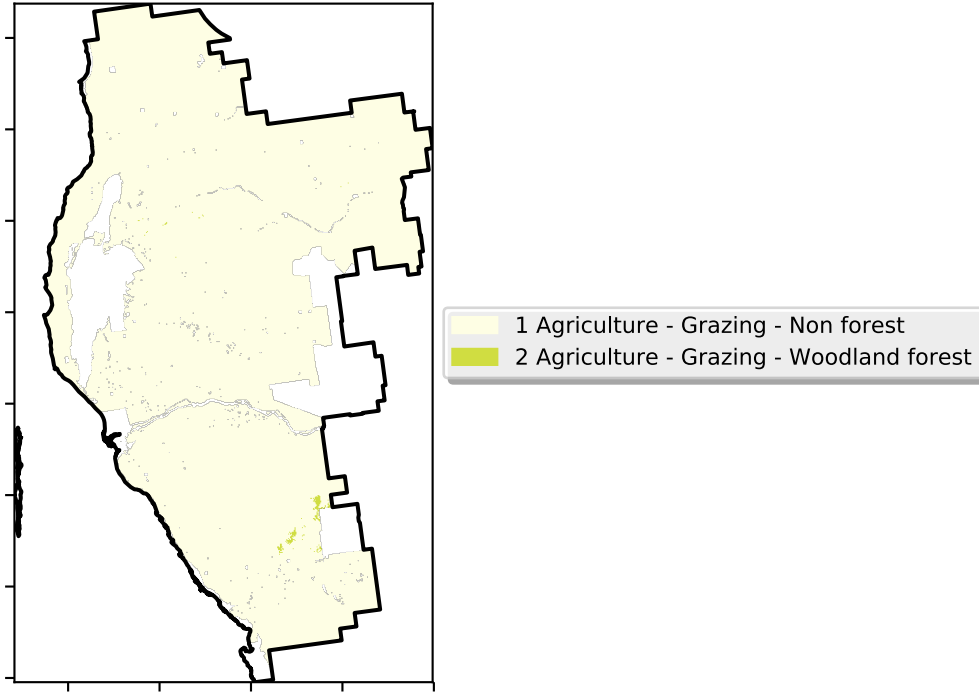 1 Agriculture - Grazing - Non forest
2 Agriculture - Grazing - Woodland forest